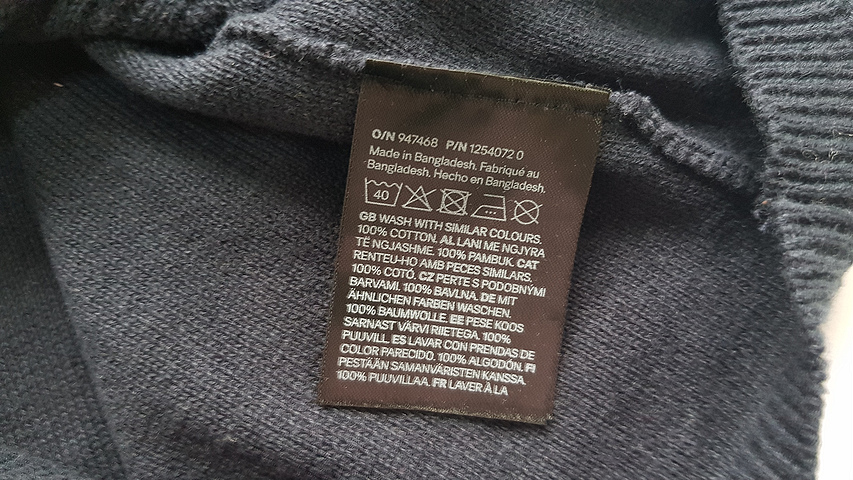 O/N 947468 P/N 1254072 0
Made in Bangladesh. Fabriqué au
Bangladesh. Hecho en Bangladesh.
40
GB WASH WITH SIMILAR COLOURS.
100% COTTON. AL LANI ME NGJYRA
TË NGJASHME. 100% PAMBUK. CAT
RENTEU-HO AMB PECES SIMILARS.
100% COTÓ. CZ PERTE S PODOBNÝMI
BARVAMI. 100% BAVLNA. DE MIT
ÄHNLICHEN FARBEN WASCHEN.
100% BAUMWOLLE. EE PESE KOOS
SARNAST VÄRVI RIIETEGA. 100%
PUUVILL. ES LAVAR CON PRENDAS DE
COLOR PARECIDO. 100% ALGODÓN. FI
PESTÄÄN SAMANVÄRISTEN KANSSA.
100% PUUVILLAA. FR LAVER À LA